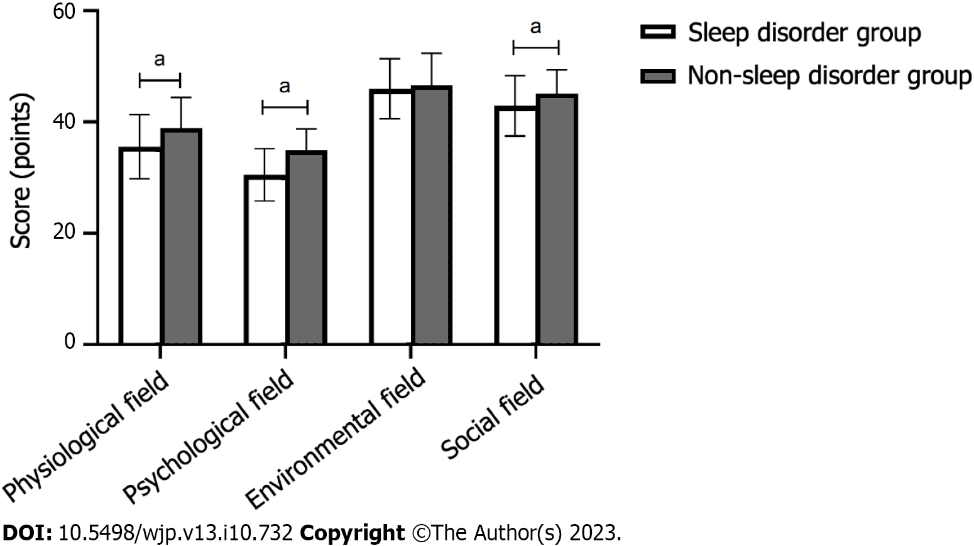 60
40
20
0
Score (points)
a
a
a
Sleep disorder group
Non-sleep disorder group
Physiological field
Psychological field
Environmental field
Social field
DOI: 10.5498/wjp.v13.i10.732 Copyright ©The Author(s) 2023.